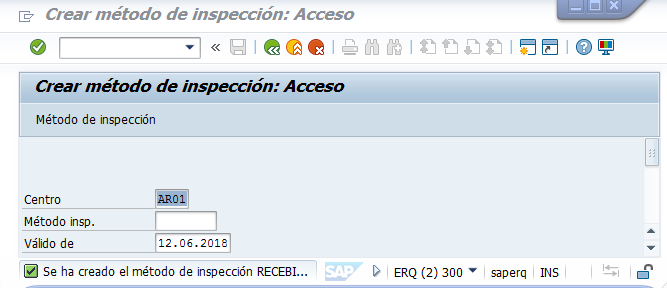 Crear método de inspección: Acceso
«
Crear método de inspección: Acceso
Método de inspección
Centro AR01
Método insp.
Válido de 12.06.2018
Se ha creado el método de inspección RECEBI... SAP ERQ (2) 300 saperq INS